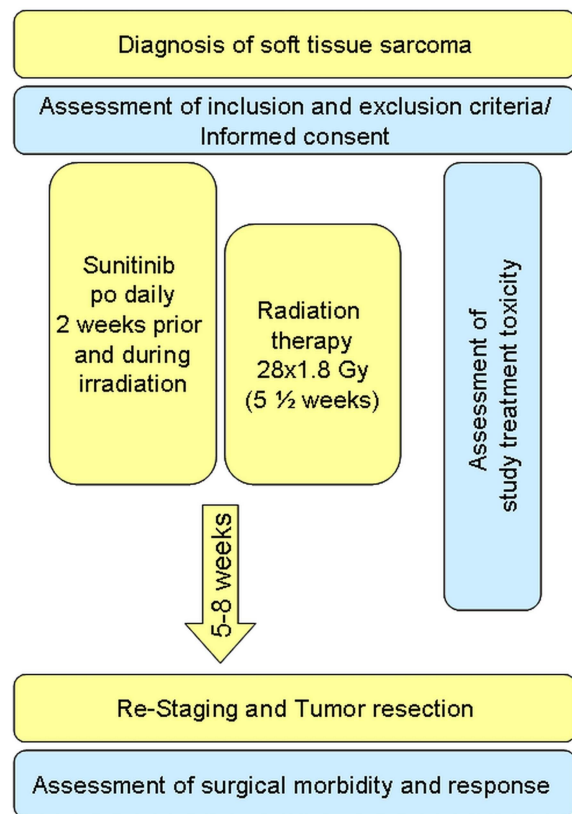 Diagnosis of soft tissue sarcoma
Assessment of inclusion and exclusion criteria/
Informed consent
Sunitinib
po daily
2 weeks prior
and during
irradiation
Radiation
therapy
28x1.8 Gy
(5 ½ weeks)
Assessment of
study treatment toxicity
5-8 weeks
Re-Staging and Tumor resection
Assessment of surgical morbidity and response